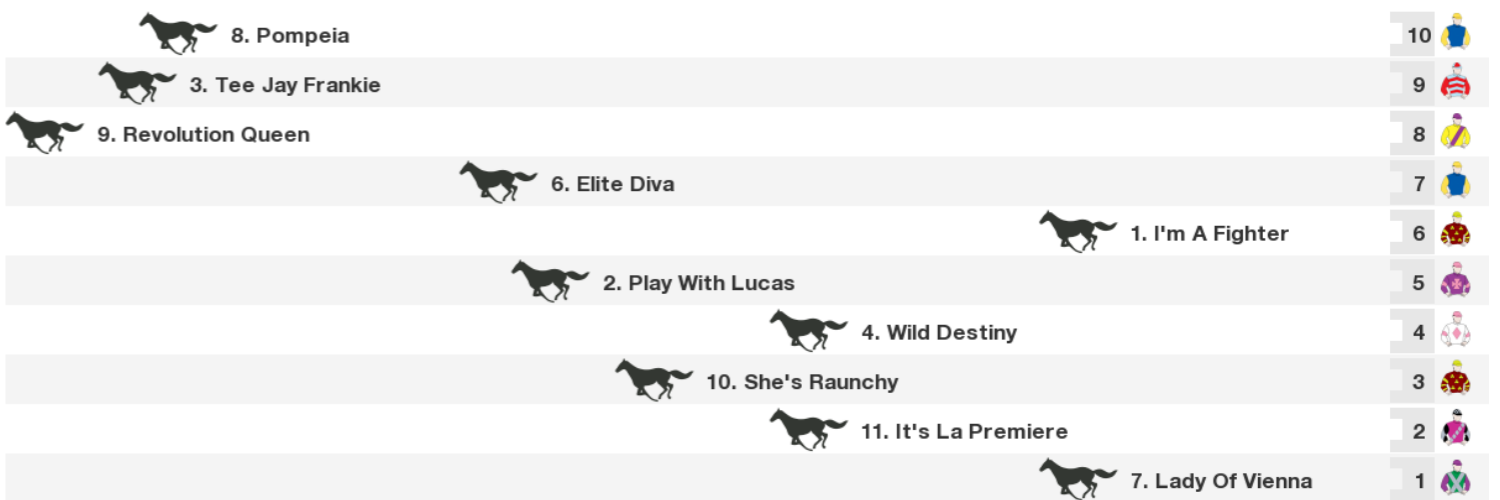 8. Pompeia 10
3. Tee Jay Frankie 9
9. Revolution Queen 8
6. Elite Diva 7
1. I'm A Fighter 6
2. Play With Lucas 5
4. Wild Destiny 4
10. She's Raunchy 3
11. It's La Premiere 2
7. Lady Of Vienna 1